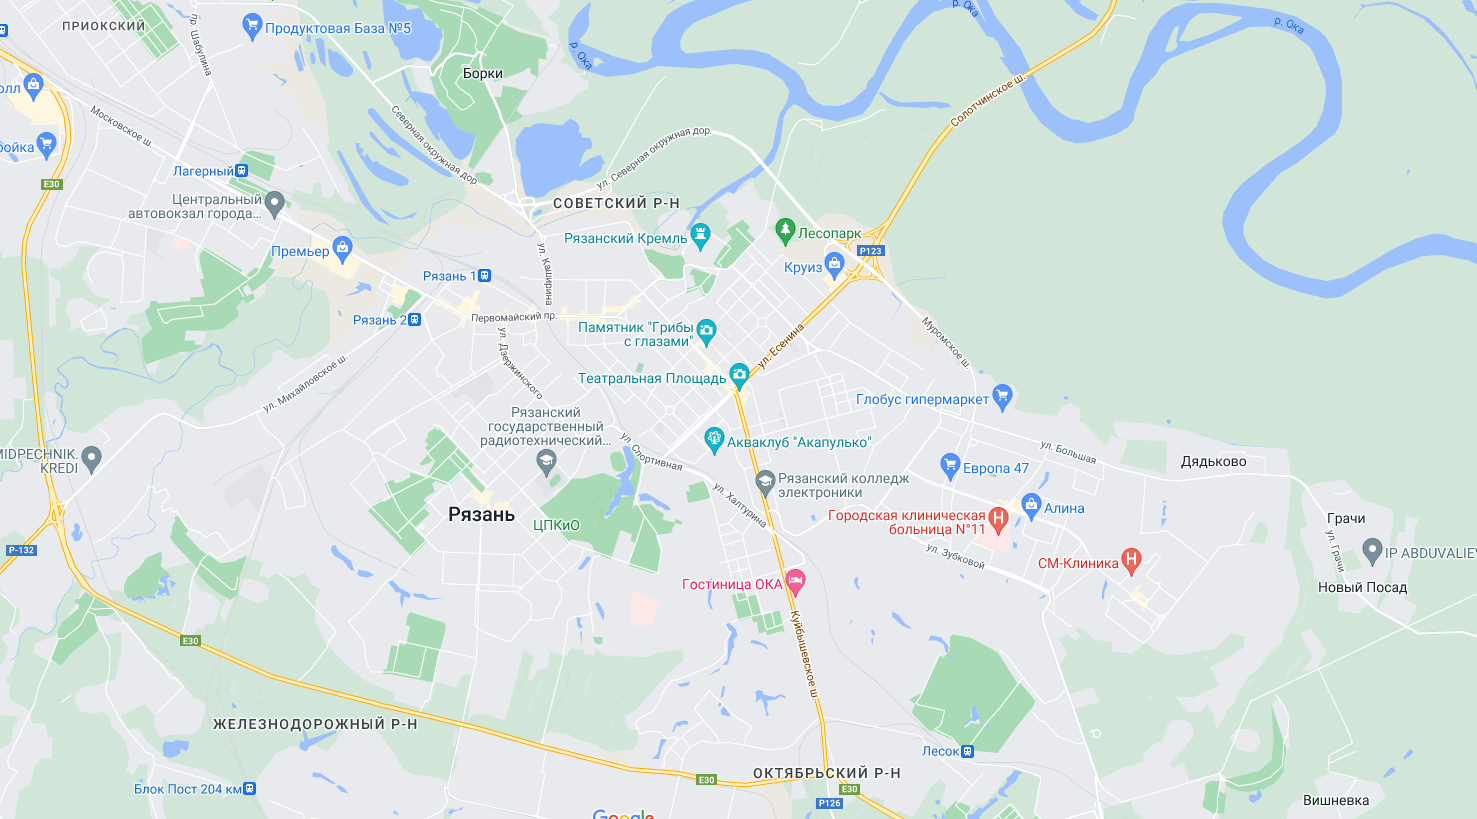 р. Ока
р. Ока
р. Ока
ПРИОКСКИЙ
пр. Шабулина
Продуктовая База №5
Борки
Солотчинское ш.
Московское ш.
Северная окружная дор.
ул. Северная окружная дор.
Лагерный
E30
Центральный
автовокзал города...
СОВЕТСКИЙ Р-Н
Рязанский Кремль
Лесопарк
Премьер
P123
Круиз
Рязань 1
ул. Каширина
Рязань 2
Первомайский пр.
Памятник "Грибы
с глазами"
ул. Есенина
Муромское ш.
ул. Дзержинского
ул. Михайловское ш.
Театральная Площадь
Глобус гипермаркет
Рязанский
государственный
радиотехнический...
ул. Спортивная
Акваклуб "Акапулько"
ул. Большая
MIDPECHNIK.
KREDI
Европа 47
Дядьково
Рязанский колледж
электроники
ул. Халтурина
Рязань
ЦПКиО
Городская клиническая
больница N°11
Алина
Грачи
ул. Грачи
P-132
ул. Зубковой
СМ-Клиника
IP ABDUVALIEV
Гостиница ОКА
Новый Посад
Куйбышевское ш.
E30
ЖЕЛЕЗНОДОРОЖНЫЙ Р-Н
Лесок
ОКТЯБРЬСКИЙ Р-Н
E30
E30
Блок Пост 204 км
P126
Вишневка
Google